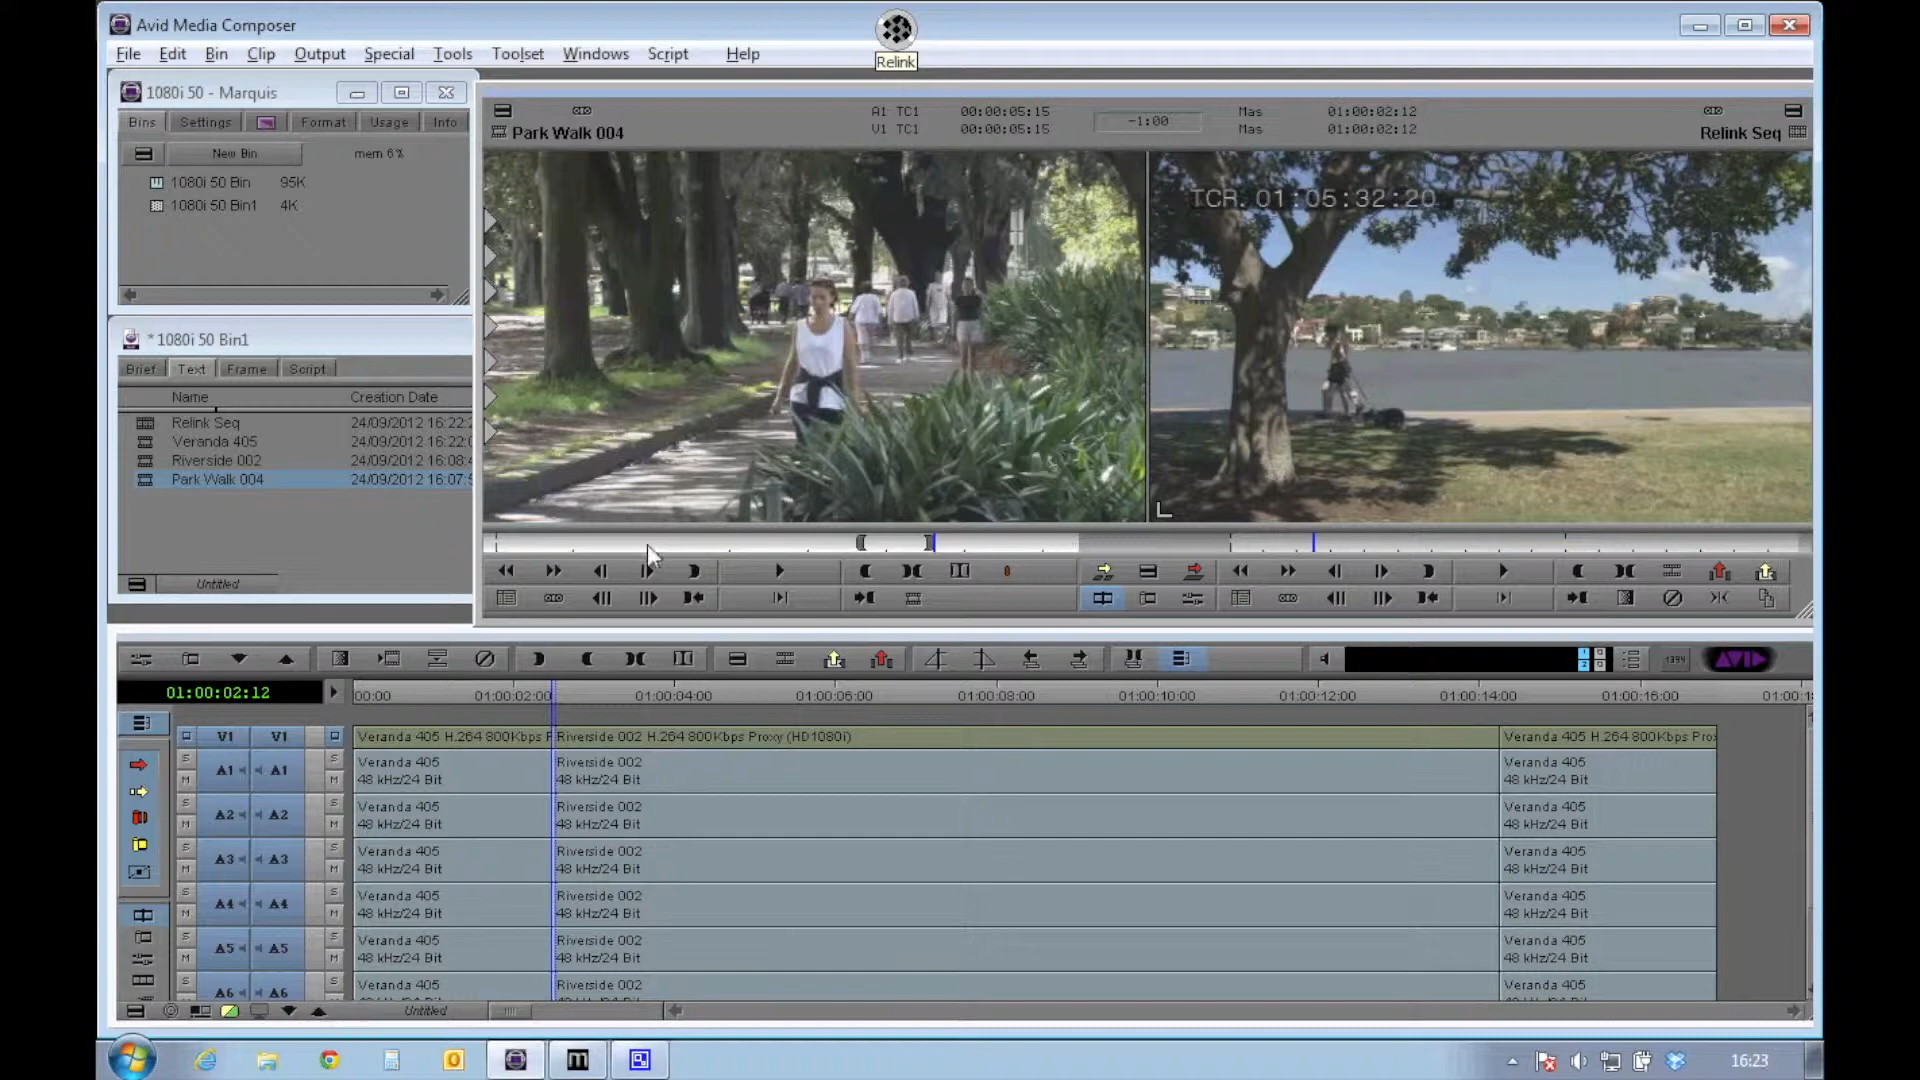 Avid Media Composer
Relink
File Edit Bin Clip Output Special Tools Toolset Windows Script Help
1080i 50 - Marquis
Bins Settings Format Usage Info
New Bin mem 6%
1080i 50 Bin 95K
1080i 50 Bin1 4K
* 1080i 50 Bin1
Brief Text Frame Script
Name Creation Date
Relink Seq 24/09/2012 16:22:
Veranda 405 24/09/2012 16:22:
Riverside 002 24/09/2012 16:08:
Park Walk 004 24/09/2012 16:07:
Untitled
A1 TC1 00:00:05:15 Mas 01:00:02:12
V1 TC1 00:00:05:15 -1:00 Mas 01:00:02:12
Park Walk 004 Relink Seq
TCR. 01:05:32:20
1394
AVID
01:00:02:12
00:00 01:00:02:00 01:00:04:00 01:00:06:00 01:00:08:00 01:00:10:00 01:00:12:00 01:00:14:00 01:00:16:00 01:00:1
V1 V1 Veranda 405 H.264 800Kbps P Riverside 002 H.264 800Kbps Proxy (HD1080i) Veranda 405 H.264 800Kbps Prox
S S Veranda 405 Riverside 002 Veranda 405
A1 A1
M M 48 kHz/24 Bit 48 kHz/24 Bit 48 kHz/24 Bit
S S Veranda 405 Riverside 002 Veranda 405
A2 A2
M M 48 kHz/24 Bit 48 kHz/24 Bit 48 kHz/24 Bit
S S Veranda 405 Riverside 002 Veranda 405
A3 A3
M M 48 kHz/24 Bit 48 kHz/24 Bit 48 kHz/24 Bit
S S Veranda 405 Riverside 002 Veranda 405
A4 A4
M M 48 kHz/24 Bit 48 kHz/24 Bit 48 kHz/24 Bit
S S Veranda 405 Riverside 002 Veranda 405
A5 A5
M M 48 kHz/24 Bit 48 kHz/24 Bit 48 kHz/24 Bit
S S Veranda 405 Riverside 002 Veranda 405
A6 A6
Untitled
16:23